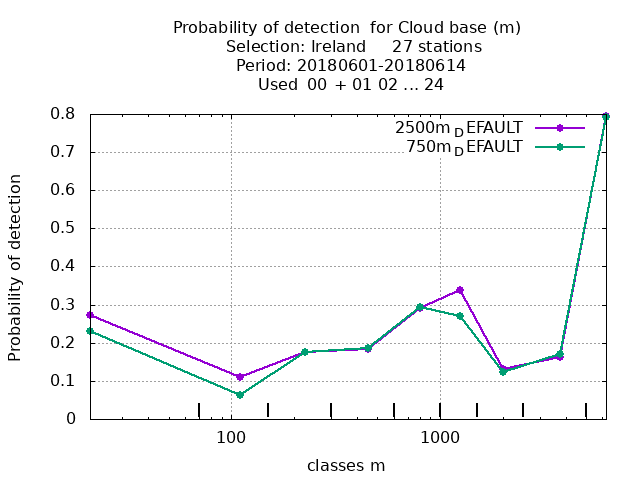 Probability of detection  for Cloud base (m)
Selection: Ireland     27 stations
Period: 20180601-20180614
Used  00  + 01 02 ... 24
2500m_DEFAULT
750m_DEFAULT
Probability of detection
0.8
0.7
0.6
0.5
0.4
0.3
0.2
0.1
0
100
1000
classes m